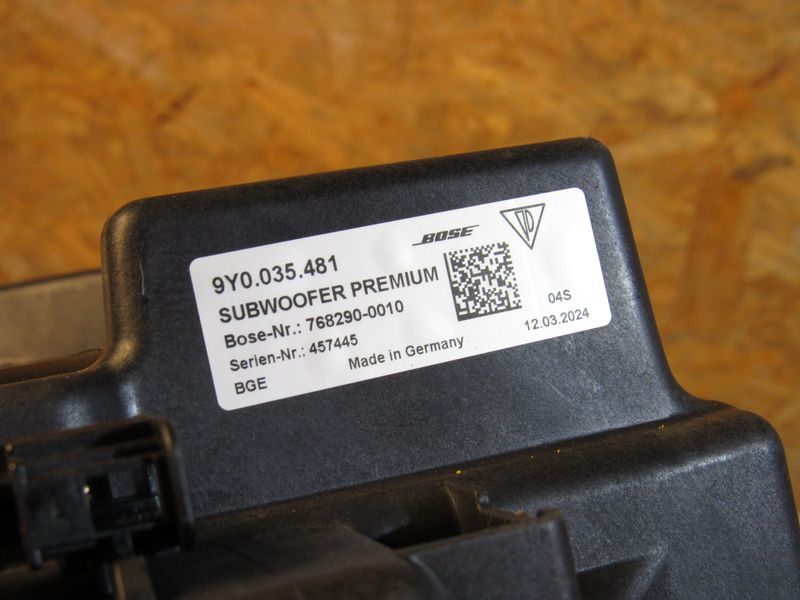 BOSE
9Y0.035.481
SUBWOOFER PREMIUM
Bose-Nr.: 768290-0010
Serien-Nr.: 457445
Made in Germany
BGE
04S
12.03.2024